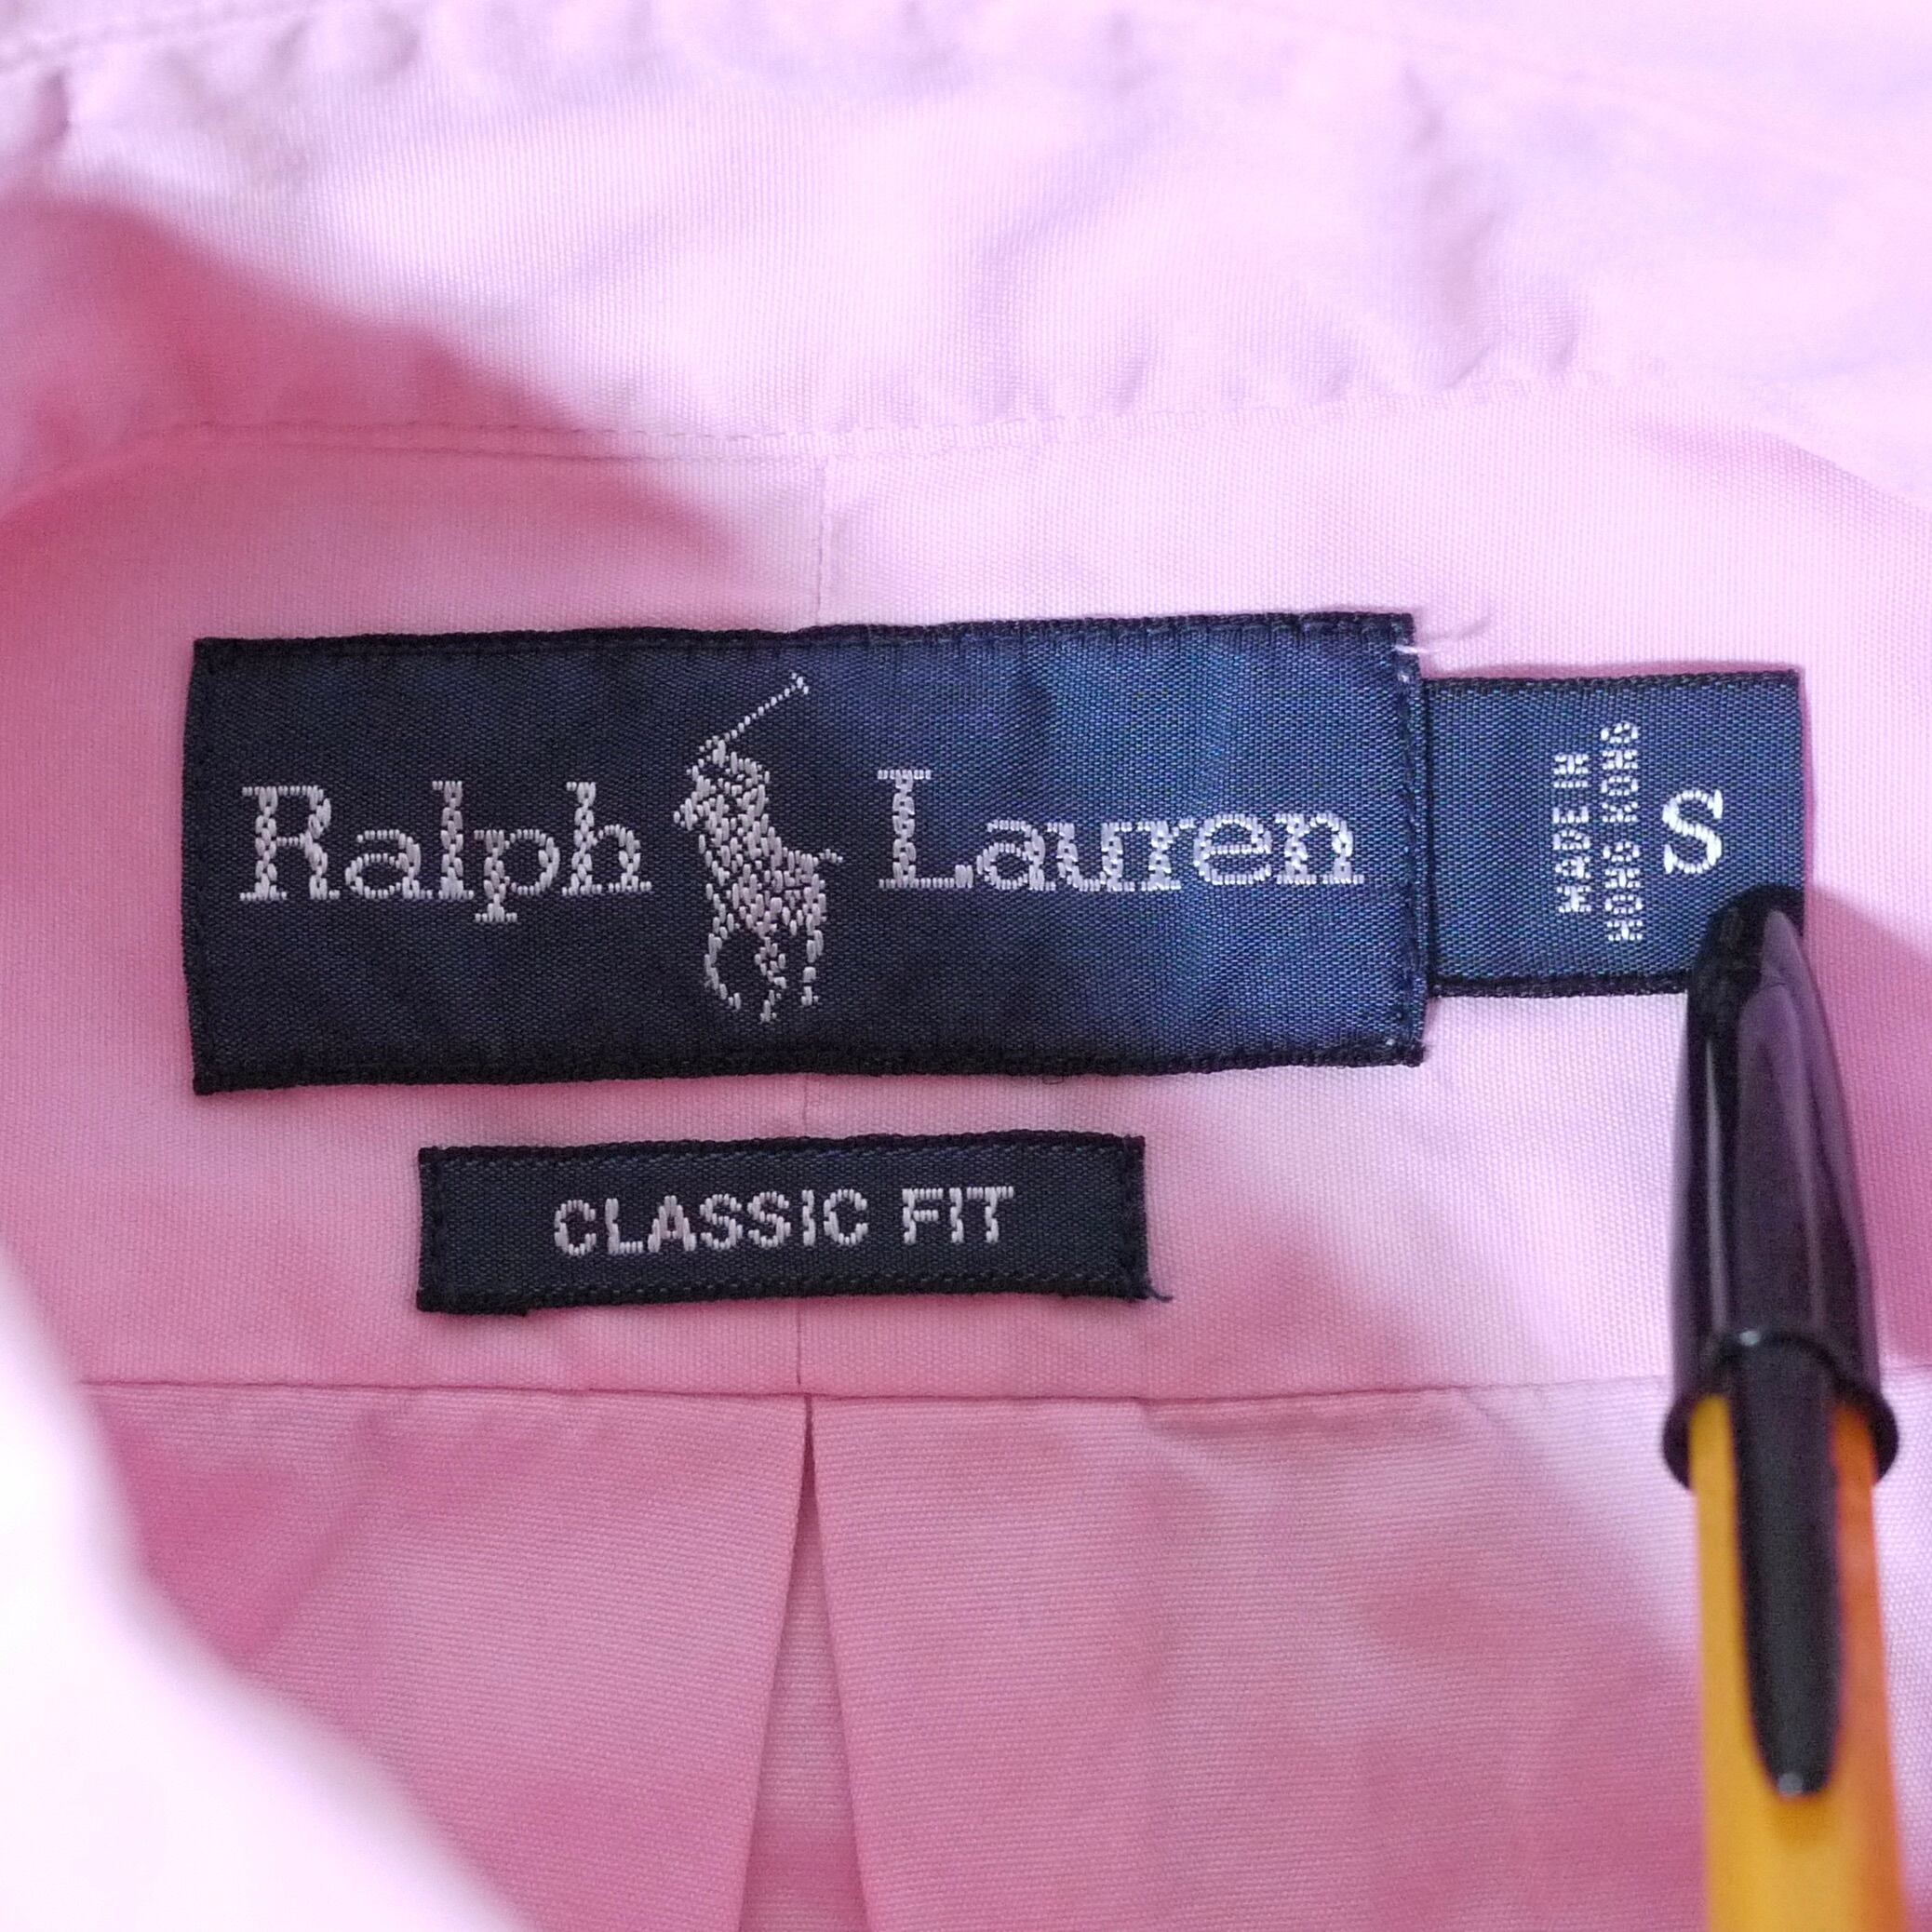 Ralph Lauren
MADE IN
HONG KONG
S
CLASSIC FIT